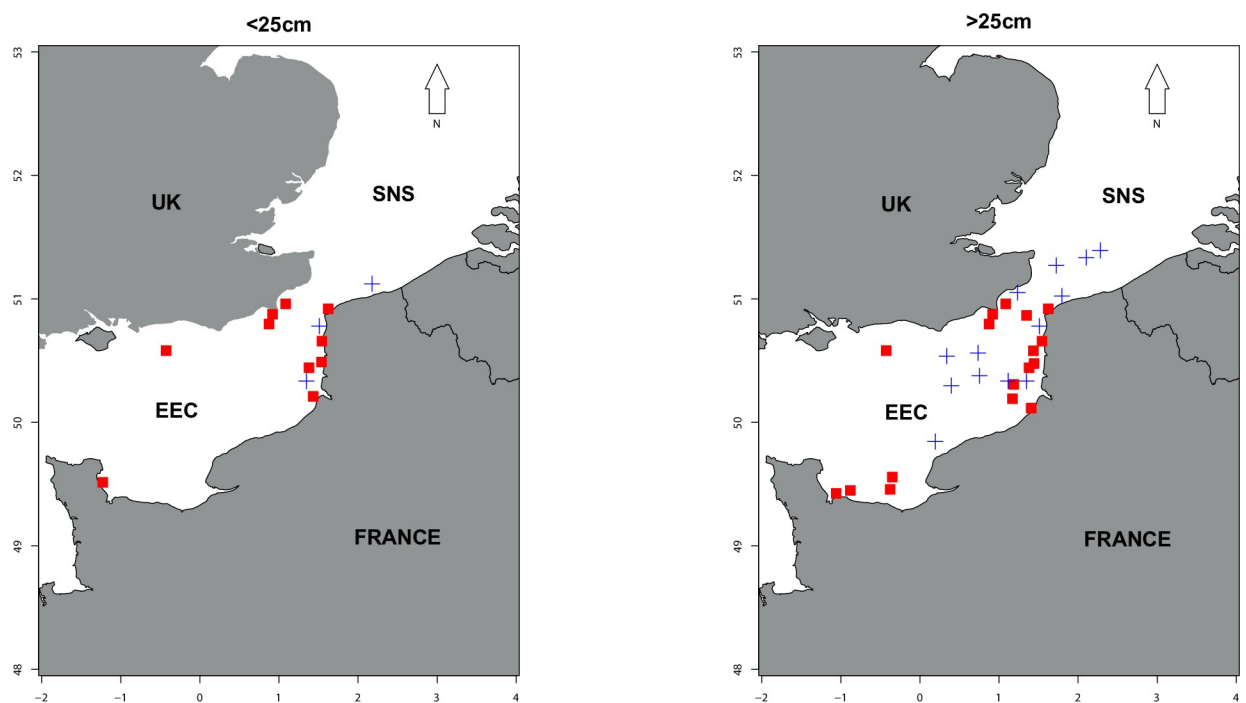 <25cm
53
52
51
50
49
48
−2 −1 0 1 2 3 4
N
UK
SNS
EEC
FRANCE
>25cm
53
52
51
50
49
48
−2 −1 0 1 2 3 4
N
UK
SNS
EEC
FRANCE